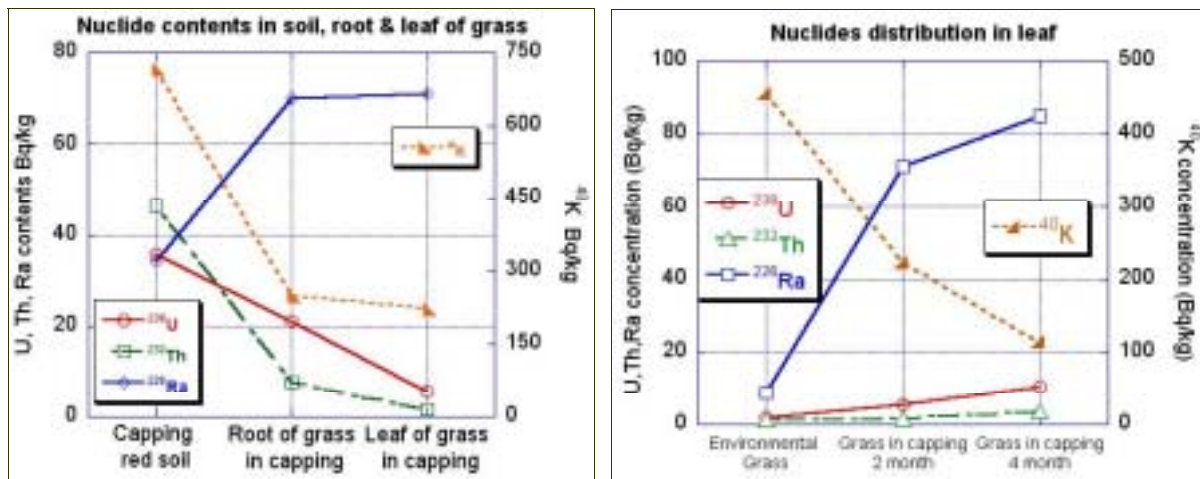 Nuclide contents in soil, root & leaf of grass
80
60
40
20
0
750
600
450
300
150
0
U, Th, Ra contents Bq/kg
⁴⁰K Bq/kg
⁴⁰K
²³⁸U
²³²Th
²²⁶Ra
Capping
red soil
Root of grass
in capping
Leaf of grass
in capping
Nuclides distribution in leaf
100
80
60
40
20
0
500
400
300
200
100
0
U,Th,Ra concentration (Bq/kg)
⁴⁰K concentration (Bq/kg)
²³⁸U
²³²Th
²²⁶Ra
⁴⁰K
Environmental
Grass
Grass in capping
2 month
Grass in capping
4 month